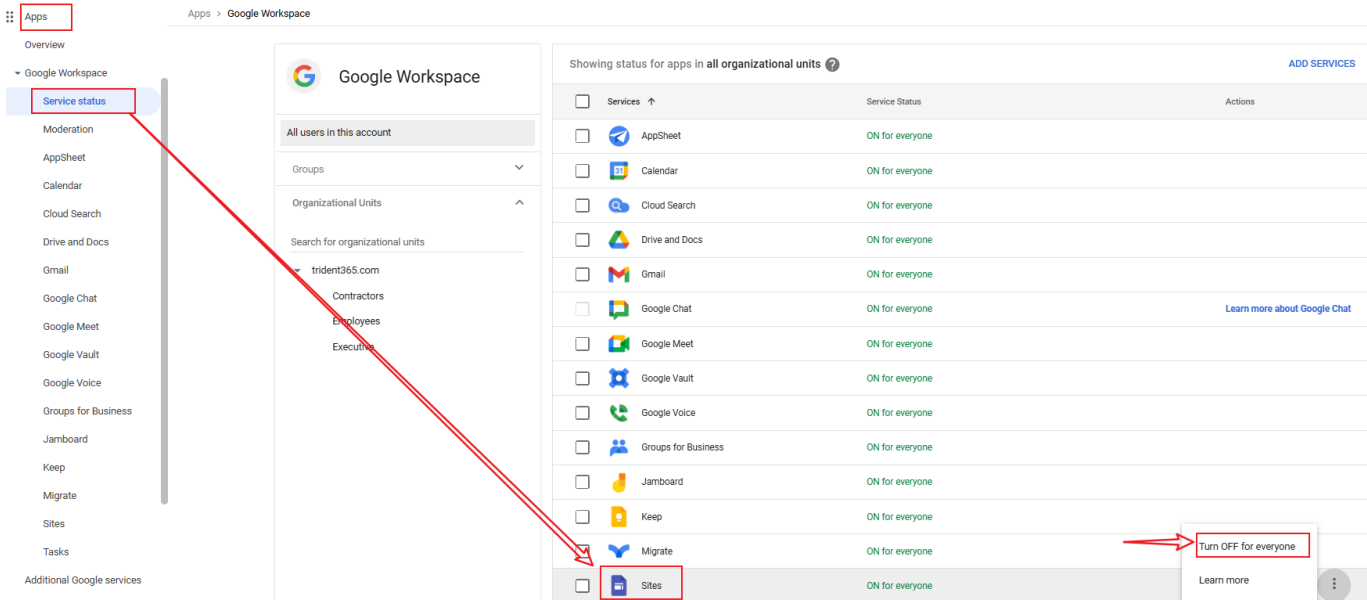 Apps
Overview
Google Workspace
Service status
Moderation
AppSheet
Calendar
Cloud Search
Drive and Docs
Gmail
Google Chat
Google Meet
Google Vault
Google Voice
Groups for Business
Jamboard
Keep
Migrate
Sites
Tasks
Additional Google services
Apps > Google Workspace
Google Workspace
All users in this account
Groups
Organizational Units
Search for organizational units
trident365.com
Contractors
Employees
Executive
Showing status for apps in all organizational units ?
ADD SERVICES
Services Service Status Actions
AppSheet ON for everyone
31 Calendar ON for everyone
Cloud Search ON for everyone
Drive and Docs ON for everyone
Gmail ON for everyone
Google Chat ON for everyone Learn more about Google Chat
Google Meet ON for everyone
Google Vault ON for everyone
Google Voice ON for everyone
Groups for Business ON for everyone
Jamboard ON for everyone
Keep ON for everyone
Migrate ON for everyone
Sites ON for everyone
Turn OFF for everyone
Learn more